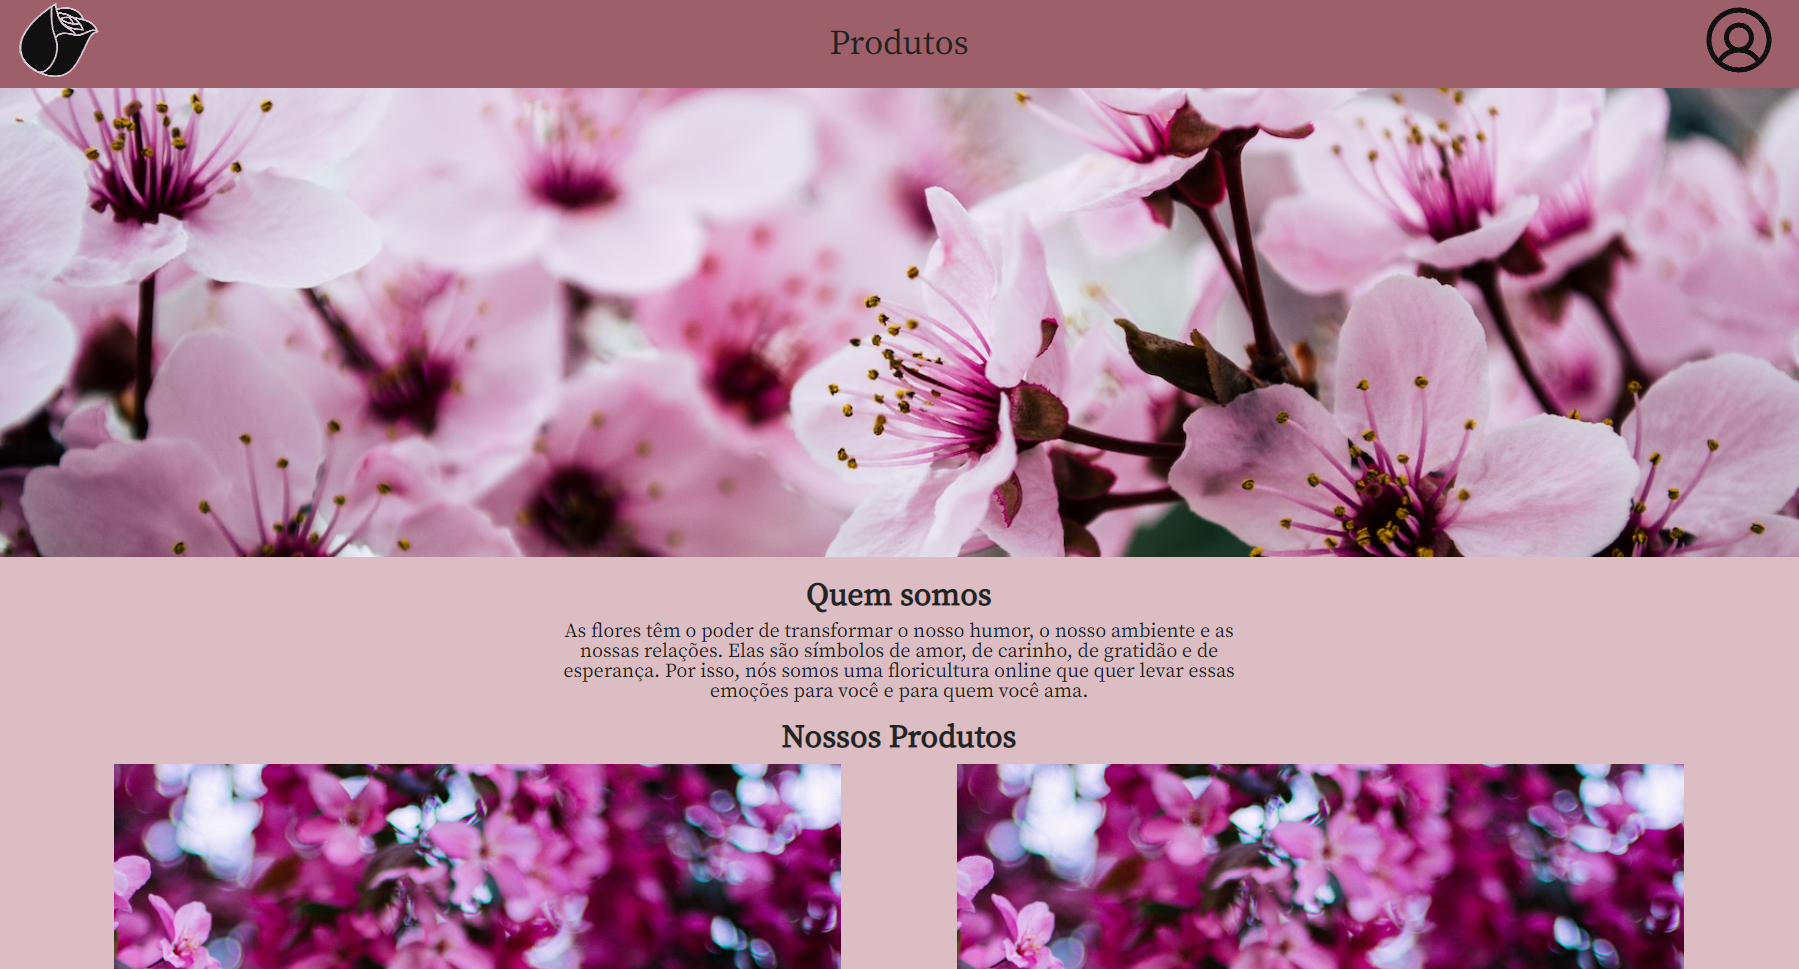 Produtos
Quem somos
As flores têm o poder de transformar o nosso humor, o nosso ambiente e as
nossas relações. Elas são símbolos de amor, de carinho, de gratidão e de
esperança. Por isso, nós somos uma floricultura online que quer levar essas
emoções para você e para quem você ama.
Nossos Produtos